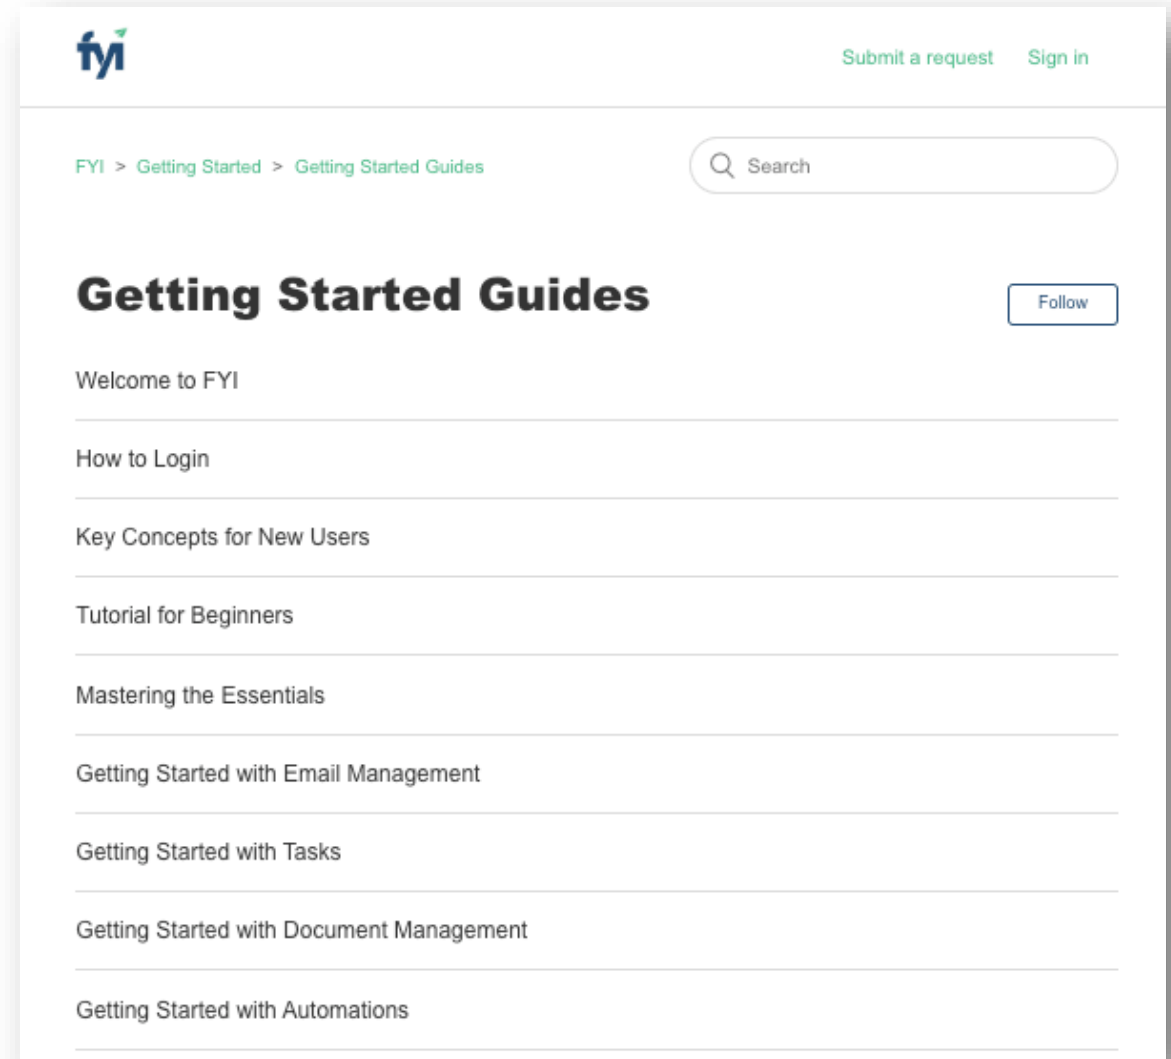 fyi
Submit a request Sign in
FYI > Getting Started > Getting Started Guides
Search
Getting Started Guides
Follow
Welcome to FYI
How to Login
Key Concepts for New Users
Tutorial for Beginners
Mastering the Essentials
Getting Started with Email Management
Getting Started with Tasks
Getting Started with Document Management
Getting Started with Automations